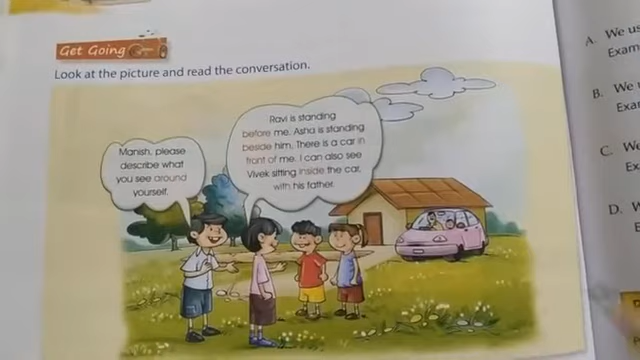 Get Going
Look at the picture and read the conversation.
Manish, please
describe what
you see around
yourself.
Ravi is standing
before me. Asha is standing
beside him. There is a car in
front of me. I can also see
Vivek sitting inside the car,
with his father.
A. We us
Exam
B. We
Exa
C. We
Ex
D. W
E